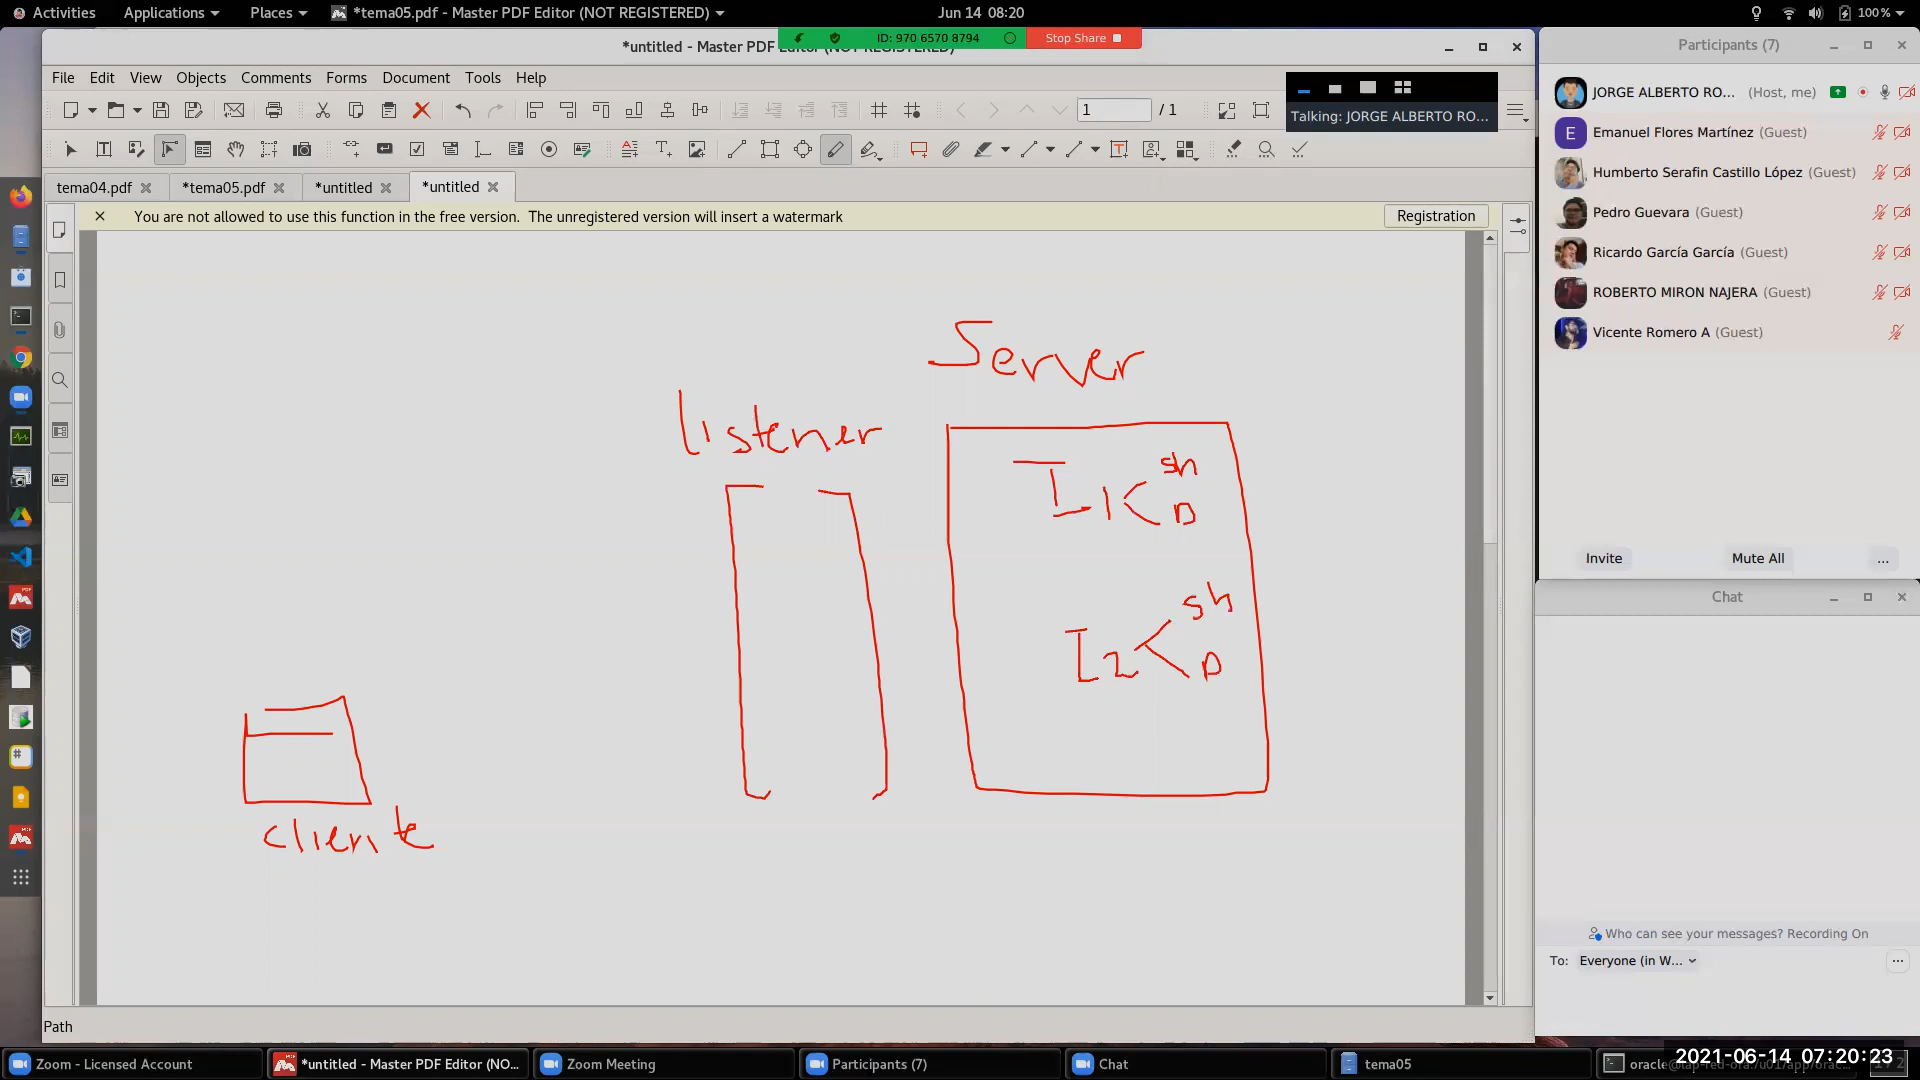 Activities
Applications
Places
*tema05.pdf - Master PDF Editor (NOT REGISTERED)
Jun 14 08:20
100%
*untitled - Master PDF Editor (NOT REGISTERED)
ID: 970 6570 8794
Stop Share
File Edit View Objects Comments Forms Document Tools Help
1 / 1
Talking: JORGE ALBERTO RO...
tema04.pdf
*tema05.pdf
*untitled
*untitled
You are not allowed to use this function in the free version. The unregistered version will insert a watermark
Registration
Server
listener
I1 < sh
D
I2 < sh
D
cliente
Path
Participants (7)
JORGE ALBERTO RO... (Host, me)
E Emanuel Flores Martínez (Guest)
Humberto Serafin Castillo López (Guest)
Pedro Guevara (Guest)
Ricardo García García (Guest)
ROBERTO MIRON NAJERA (Guest)
Vicente Romero A (Guest)
Invite
Mute All
...
Chat
Who can see your messages? Recording On
To: Everyone (in W...
Zoom - Licensed Account
*untitled - Master PDF Editor (NO...
Zoom Meeting
Participants (7)
Chat
tema05
2021-06-14 07:20:23